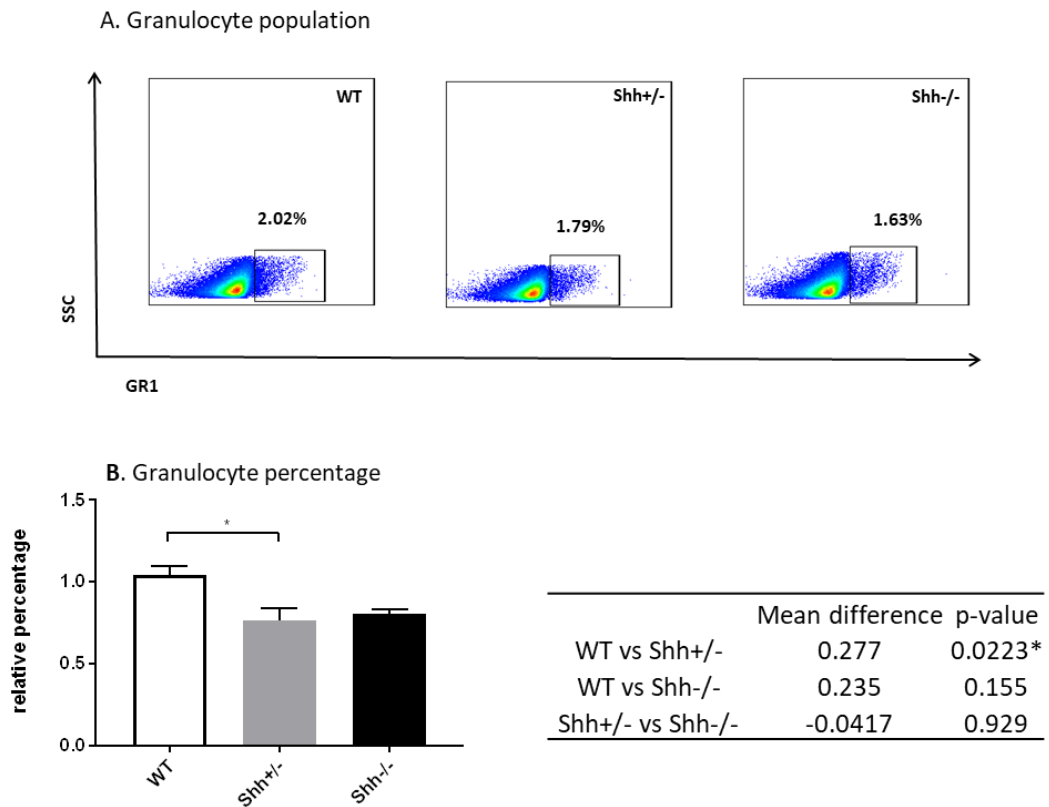 A. Granulocyte population
WT
Shh+/-
Shh-/-
2.02%
1.79%
1.63%
SSC
GR1
B. Granulocyte percentage
relative percentage
1.5
1.0
0.5
0.0
*
WT
Shh+/-
Shh-/-
Mean difference p-value
WT vs Shh+/- 0.277 0.0223*
WT vs Shh-/- 0.235 0.155
Shh+/- vs Shh-/- -0.0417 0.929